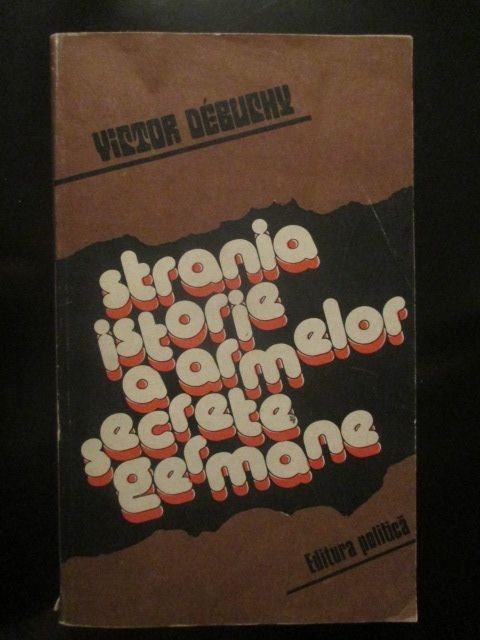 VICTOR DÉBUCHY
strania
istorie
a armelor
secrete
germane
Editura politică